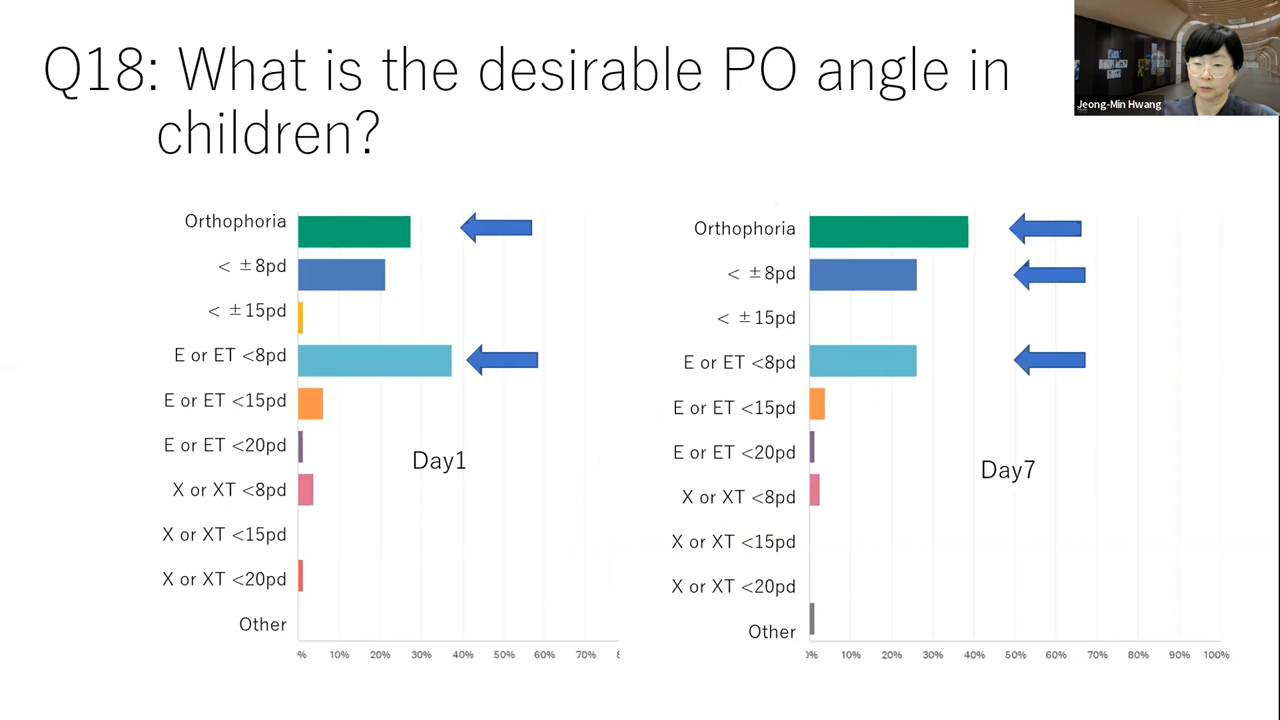 Q18: What is the desirable PO angle in
children?
Jeong-Min Hwang
Orthophoria
< ±8pd
< ±15pd
E or ET <8pd
E or ET <15pd
E or ET <20pd
X or XT <8pd
X or XT <15pd
X or XT <20pd
Other
Day1
% 10% 20% 30% 40% 50% 60% 70% 8
Orthophoria
< ±8pd
< ±15pd
E or ET <8pd
E or ET <15pd
E or ET <20pd
X or XT <8pd
X or XT <15pd
X or XT <20pd
Other
Day7
0% 10% 20% 30% 40% 50% 60% 70% 80% 90% 100%